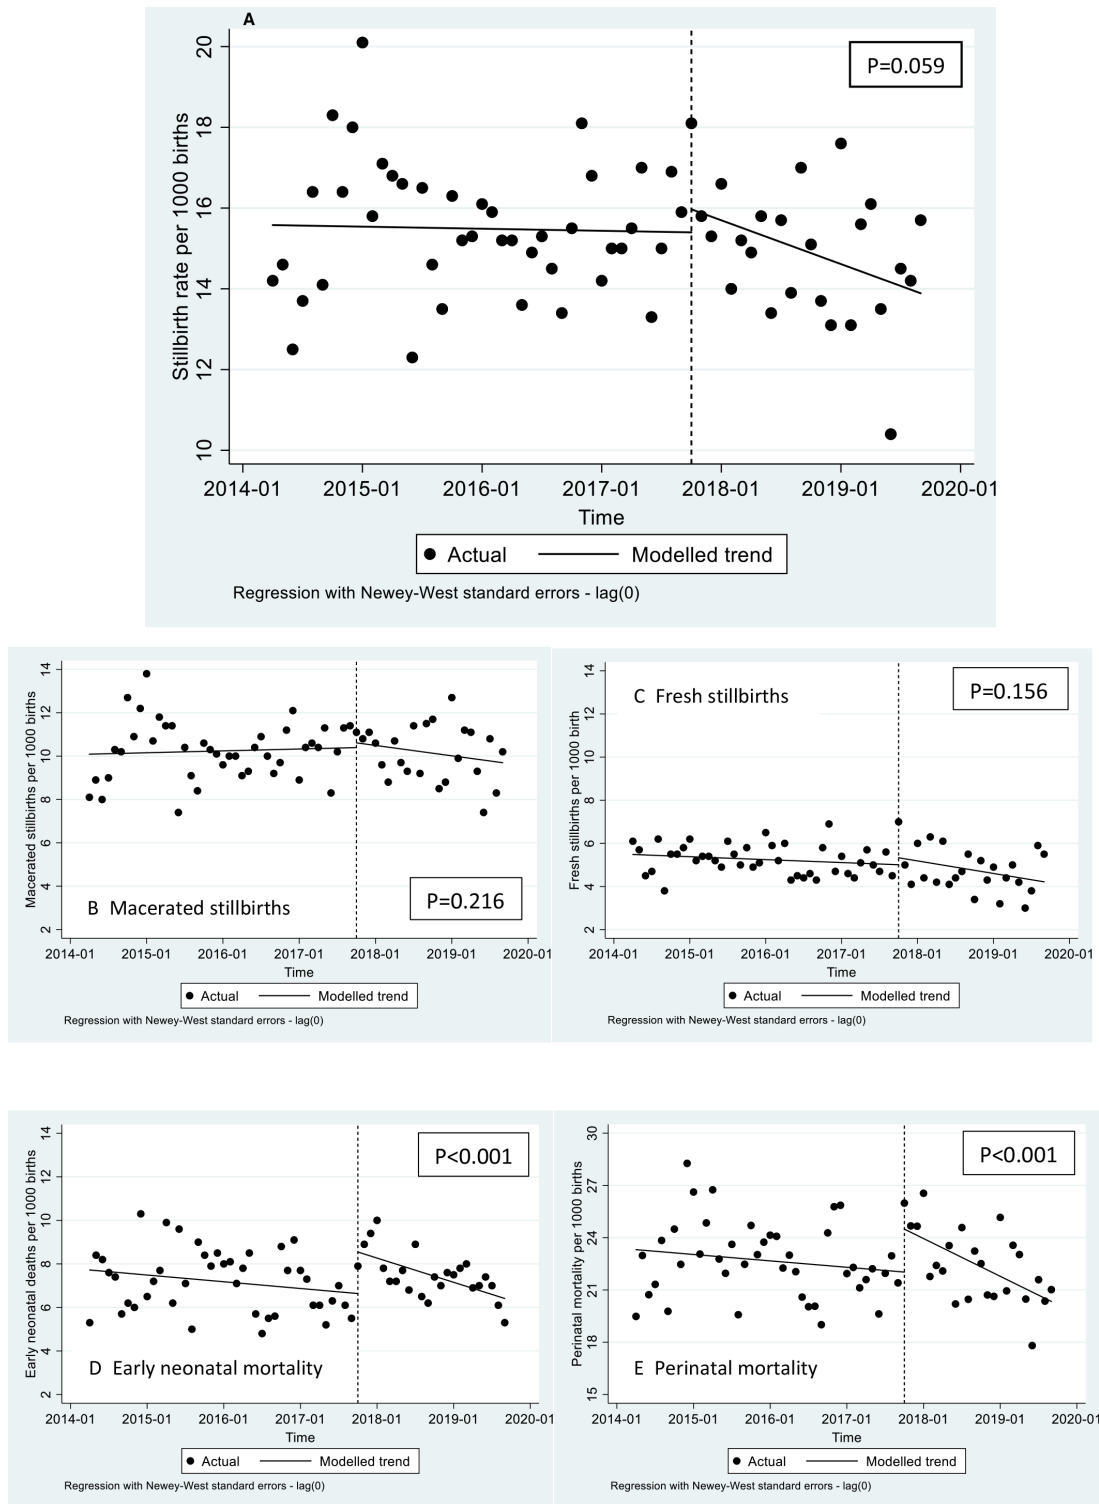 A
P=0.059
Stillbirth rate per 1000 births
20
18
16
14
12
10
2014-01 2015-01 2016-01 2017-01 2018-01 2019-01 2020-01
Time
Actual Modelled trend
Regression with Newey-West standard errors - lag(0)
Macerated stillbirths per 1000 births
14
12
10
8
6
4
2
B Macerated stillbirths
P=0.216
2014-01 2015-01 2016-01 2017-01 2018-01 2019-01 2020-01
Time
Actual Modelled trend
Regression with Newey-West standard errors - lag(0)
C Fresh stillbirths
P=0.156
Fresh stillbirths per 1000 birth
14
12
10
8
6
4
2
2014-01 2015-01 2016-01 2017-01 2018-01 2019-01 2020-01
Time
Actual Modelled trend
Regression with Newey-West standard errors - lag(0)
P<0.001
Early neonatal deaths per 1000 births
14
12
10
8
6
4
2
D Early neonatal mortality
2014-01 2015-01 2016-01 2017-01 2018-01 2019-01 2020-01
Time
Actual Modelled trend
Regression with Newey-West standard errors - lag(0)
P<0.001
Perinatal mortality per 1000 births
30
27
24
21
18
15
E Perinatal mortality
2014-01 2015-01 2016-01 2017-01 2018-01 2019-01 2020-01
Time
Actual Modelled trend
Regression with Newey-West standard errors - lag(0)